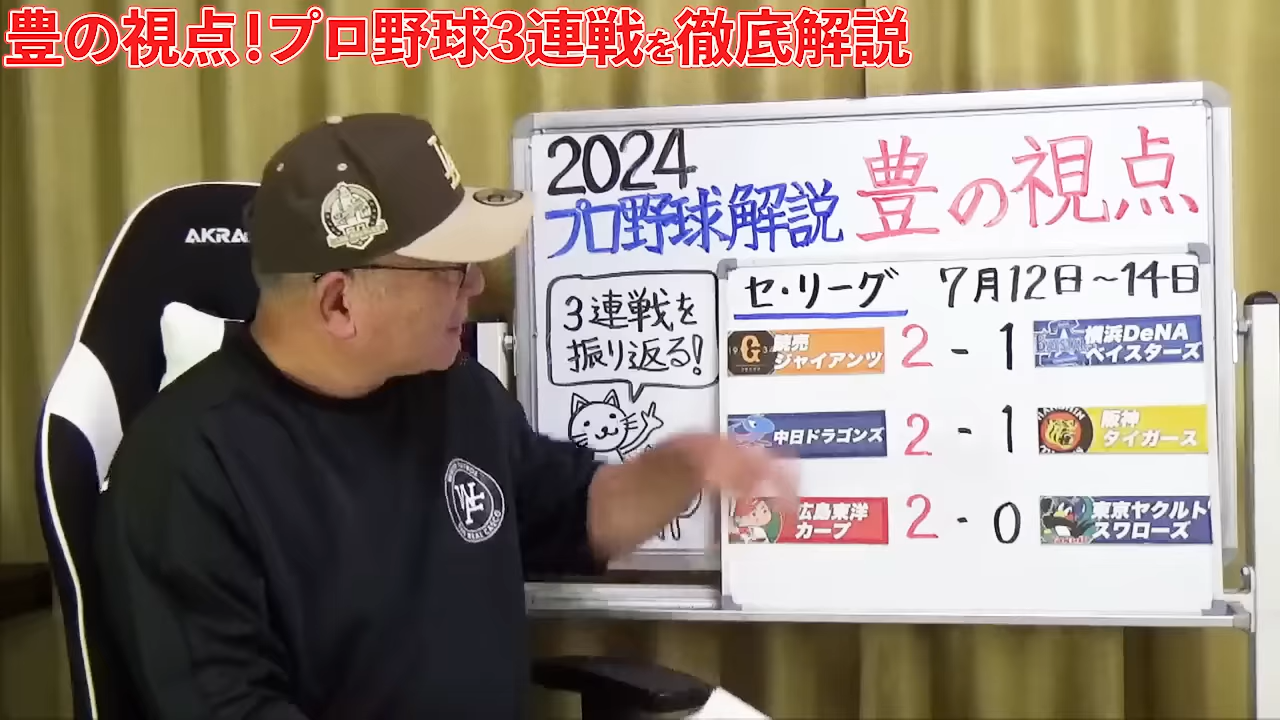 豊の視点！プロ野球3連戦を徹底解説
2024
プロ野球解説
豊の視点
3連戦を
振り返る!
セ・リーグ 7月12日～14日
読売
ジャイアンツ
2 - 1
横浜DeNA
ベイスターズ
中日ドラゴンズ
2 - 1
阪神
タイガース
広島東洋
カープ
2 - 0
東京ヤクルト
スワローズ
LA
AKRA